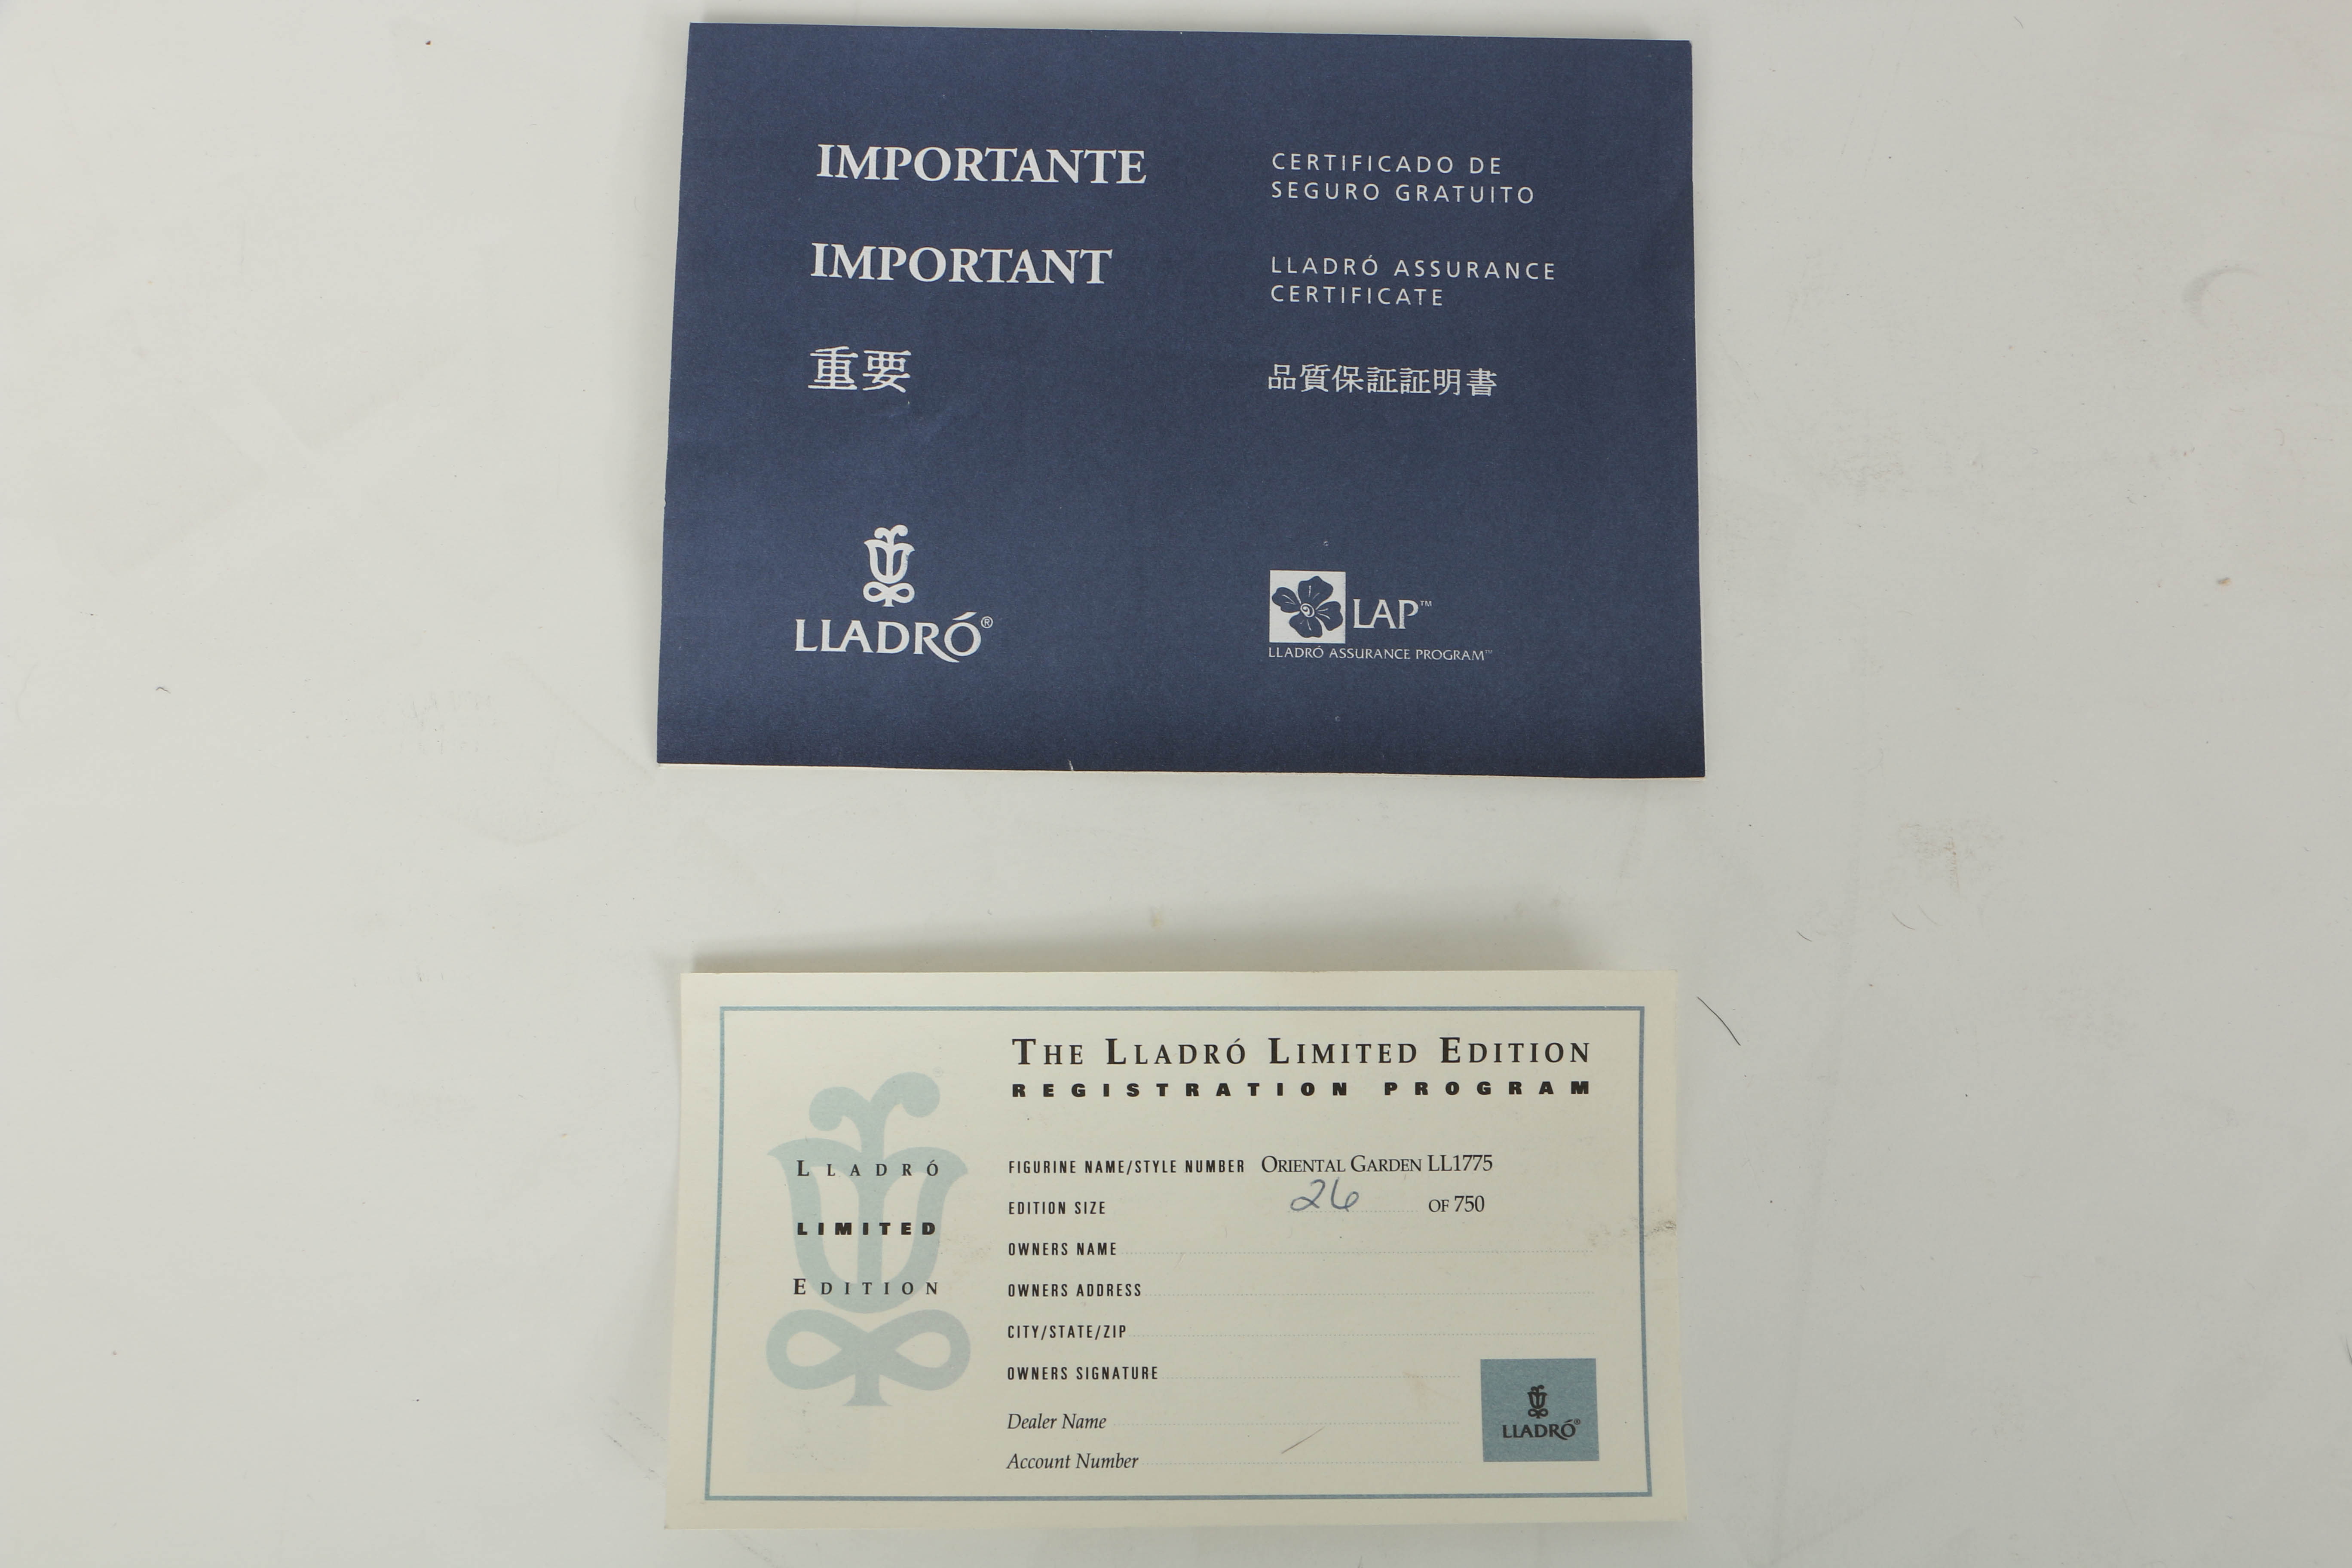 IMPORTANTE
CERTIFICADO DE
SEGURO GRATUITO
IMPORTANT
LLADRÓ ASSURANCE
CERTIFICATE
重要
品質保証証明書
LLADRÓ®
LAP™
LLADRÓ ASSURANCE PROGRAM™
THE LLADRÓ LIMITED EDITION
REGISTRATION PROGRAM
LLADRÓ
LIMITED
EDITION
FIGURINE NAME/STYLE NUMBER ORIENTAL GARDEN LL1775
EDITION SIZE 26 OF 750
OWNERS NAME
OWNERS ADDRESS
CITY/STATE/ZIP
OWNERS SIGNATURE
Dealer Name
Account Number
LLADRÓ®